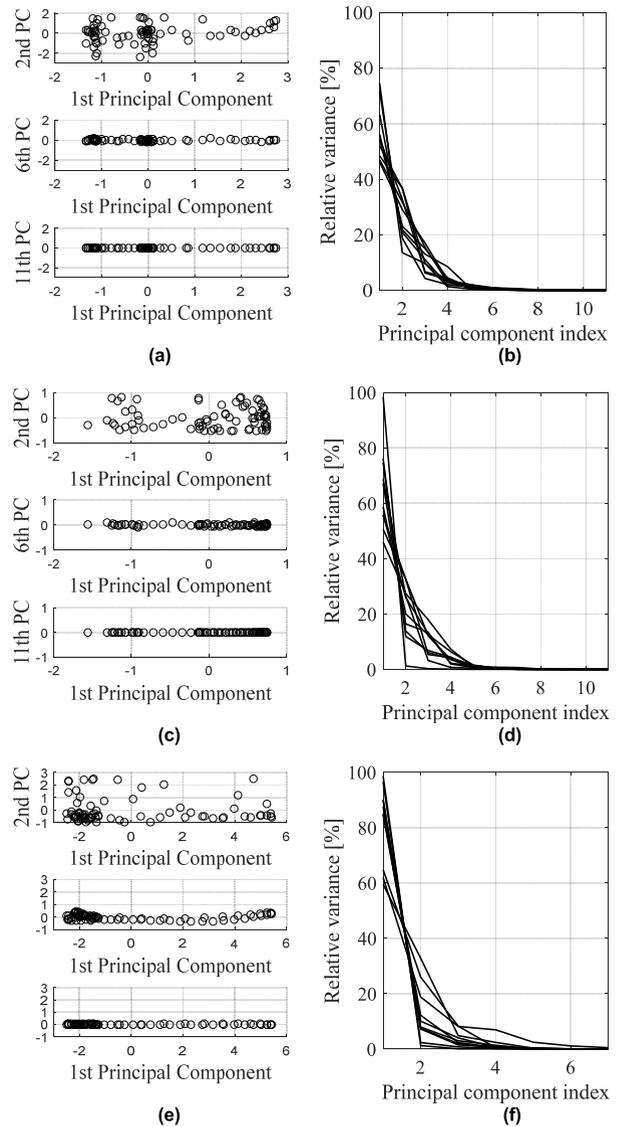 2nd PC
2
0
-2
-2 -1 0 1 2 3
1st Principal Component
6th PC
2
0
-2
-2 -1 0 1 2 3
1st Principal Component
11th PC
2
0
-2
-2 -1 0 1 2 3
1st Principal Component
(a)
Relative variance [%]
100
80
60
40
20
0
2 4 6 8 10
Principal component index
(b)
2nd PC
1
0
-1
-2 -1 0 1
1st Principal Component
6th PC
1
0
-1
-2 -1 0 1
1st Principal Component
11th PC
1
0
-1
-2 -1 0 1
1st Principal Component
(c)
Relative variance [%]
100
80
60
40
20
0
2 4 6 8 10
Principal component index
(d)
2nd PC
3
2
1
0
-1
-2 0 2 4 6
1st Principal Component
3
2
1
0
-1
-2 0 2 4 6
1st Principal Component
3
2
1
0
-1
-2 0 2 4 6
1st Principal Component
(e)
Relative variance [%]
100
80
60
40
20
0
2 4 6
Principal component index
(f)